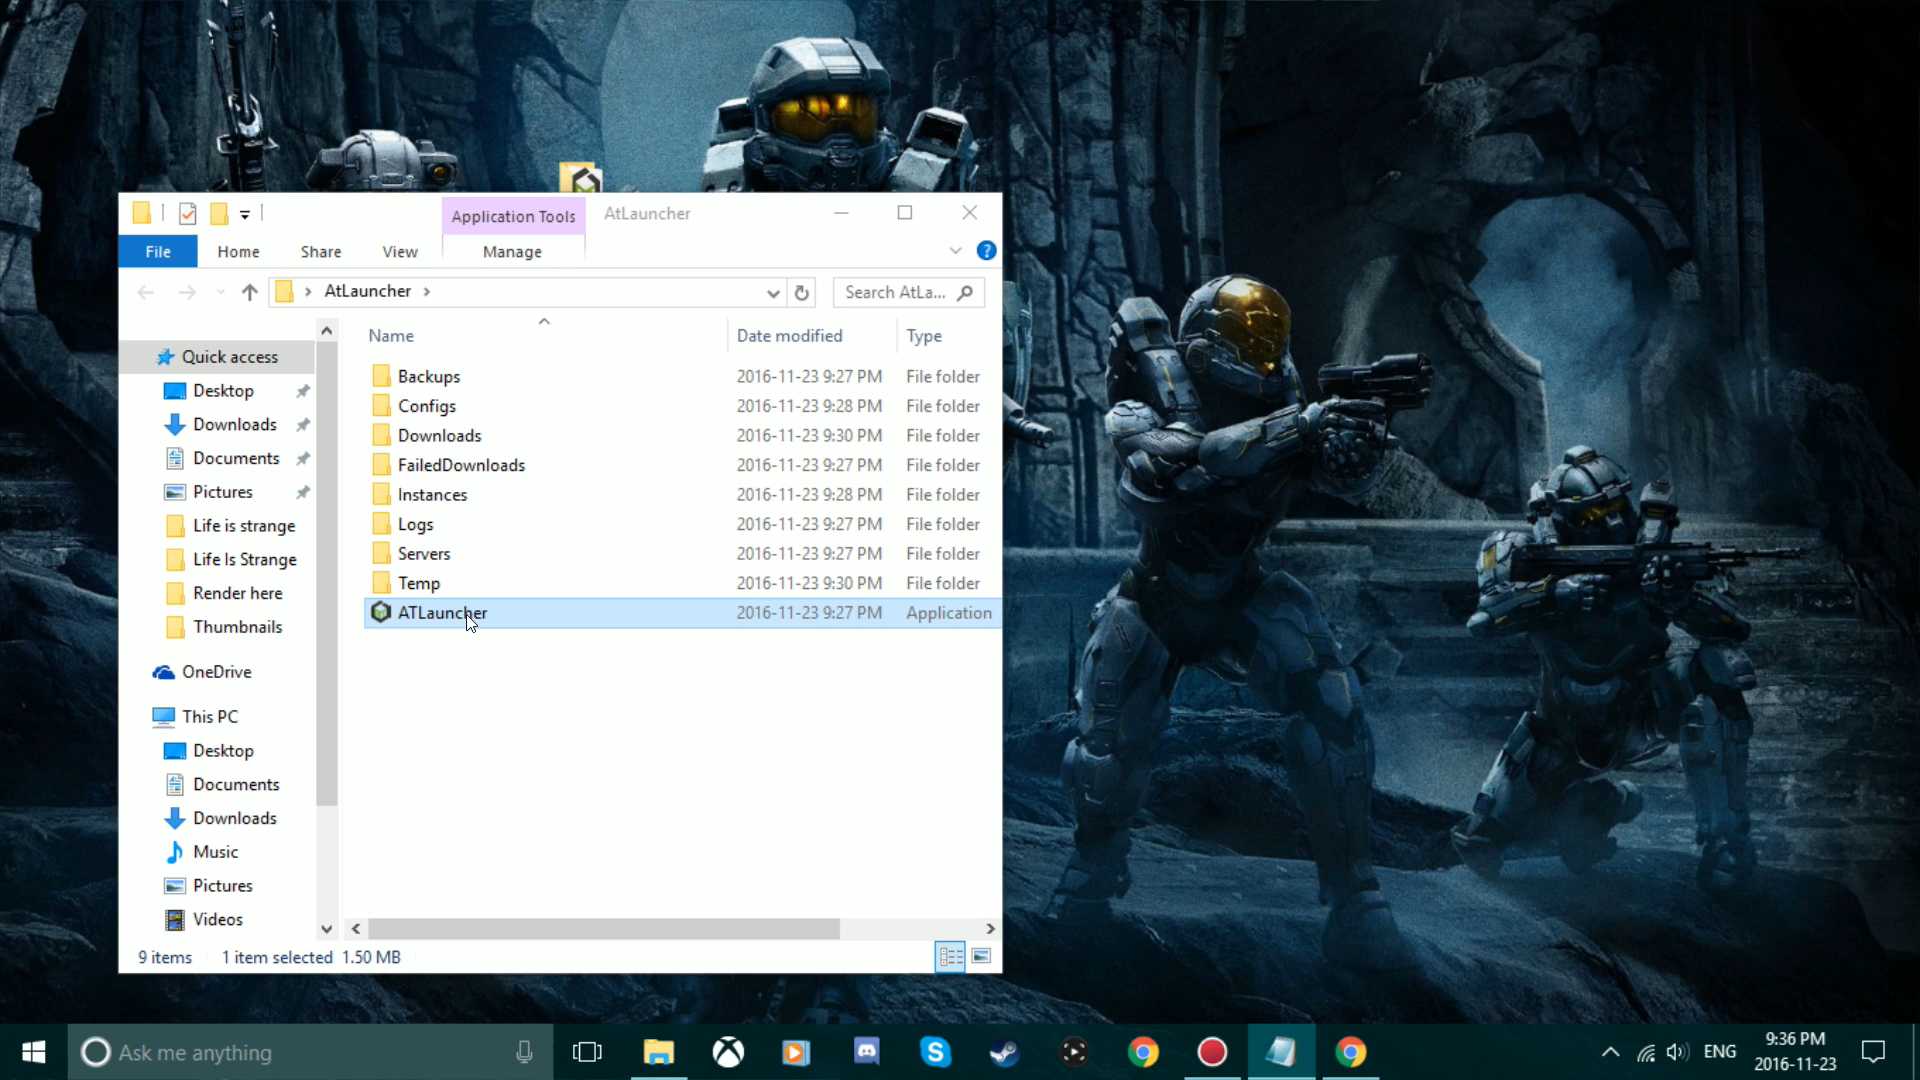 Application Tools
AtLauncher
File
Home
Share
View
Manage
AtLauncher
Search AtLa...
Name
Date modified
Type
Quick access
Desktop
Downloads
Documents
Pictures
Life is strange
Life Is Strange
Render here
Thumbnails
OneDrive
This PC
Desktop
Documents
Downloads
Music
Pictures
Videos
Backups 2016-11-23 9:27 PM File folder
Configs 2016-11-23 9:28 PM File folder
Downloads 2016-11-23 9:30 PM File folder
FailedDownloads 2016-11-23 9:27 PM File folder
Instances 2016-11-23 9:28 PM File folder
Logs 2016-11-23 9:27 PM File folder
Servers 2016-11-23 9:27 PM File folder
Temp 2016-11-23 9:30 PM File folder
ATLauncher 2016-11-23 9:27 PM Application
9 items 1 item selected 1.50 MB
Ask me anything
ENG
9:36 PM
2016-11-23